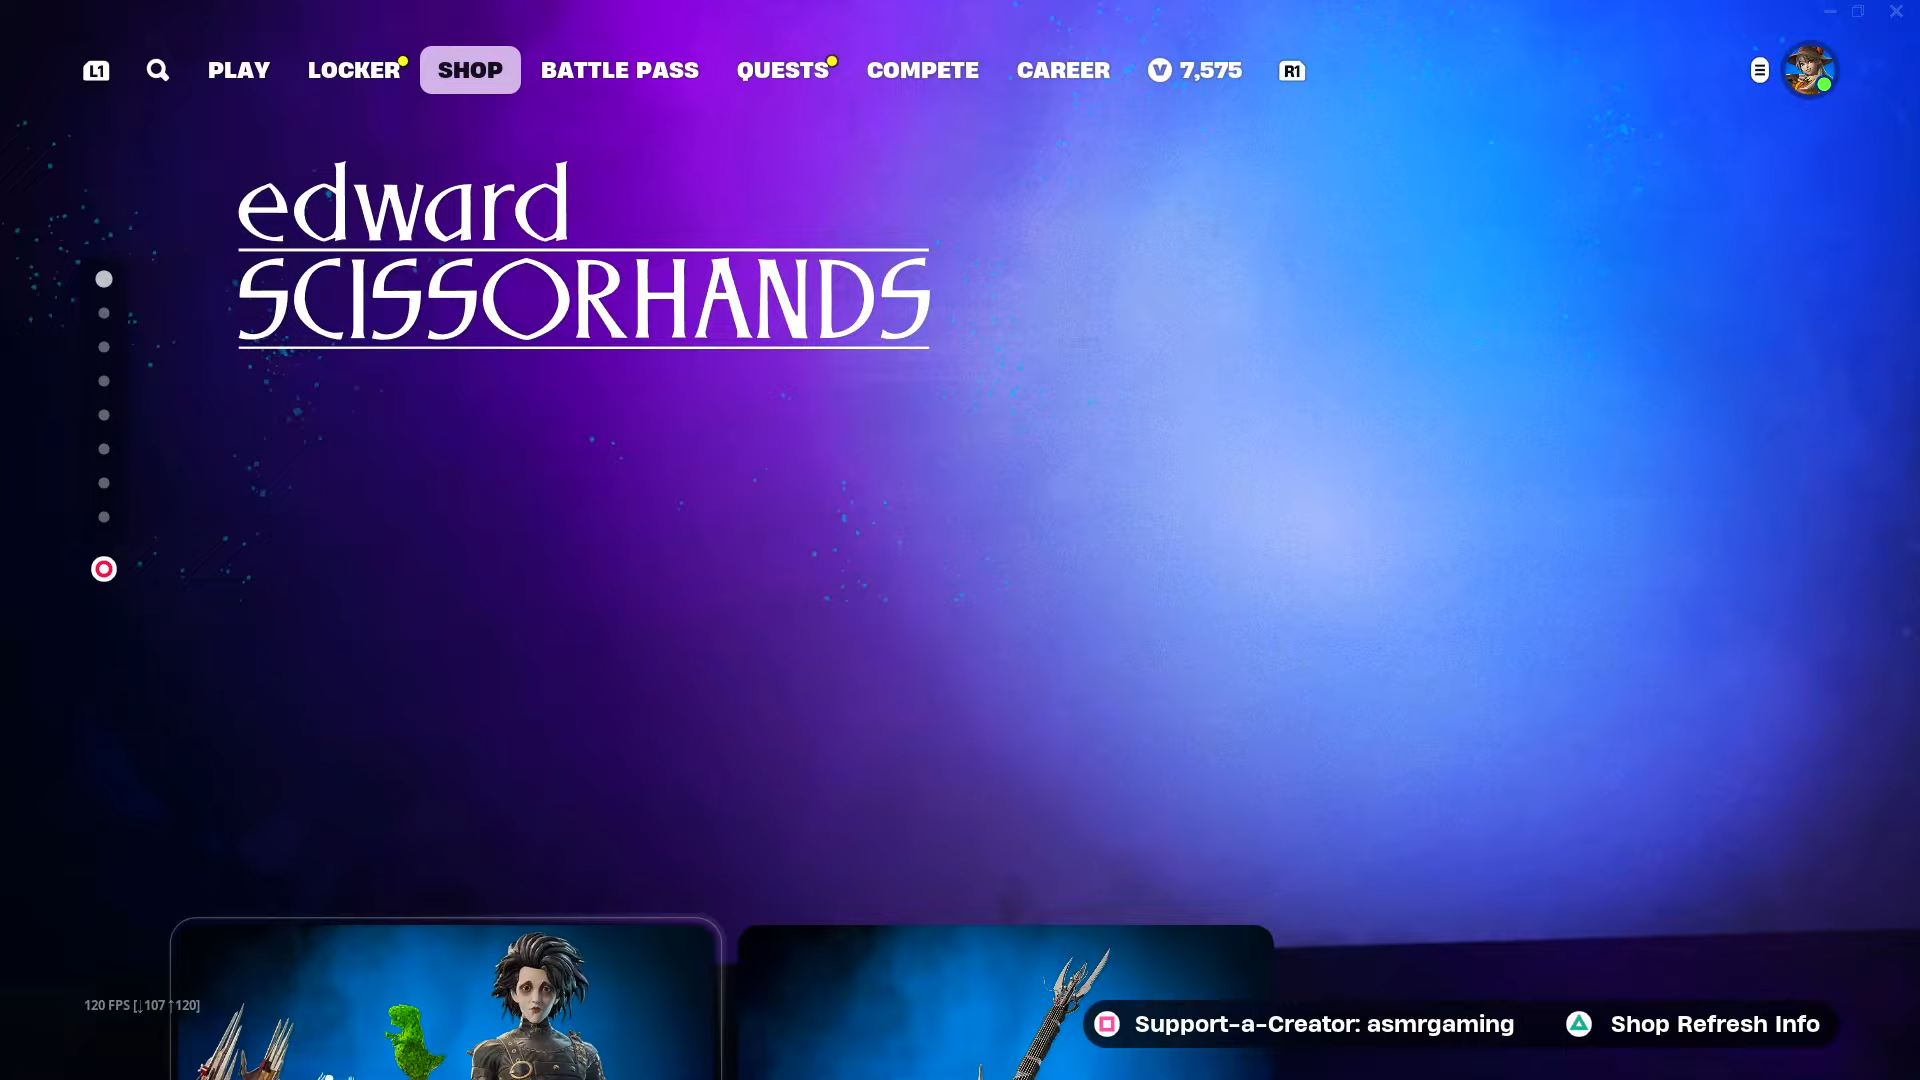 L1 PLAY LOCKER SHOP BATTLE PASS QUESTS COMPETE CAREER V 7,575 R1
edward
SCISSORHANDS
120 FPS [↓107 ↑120]
Support-a-Creator: asmrgaming Shop Refresh Info